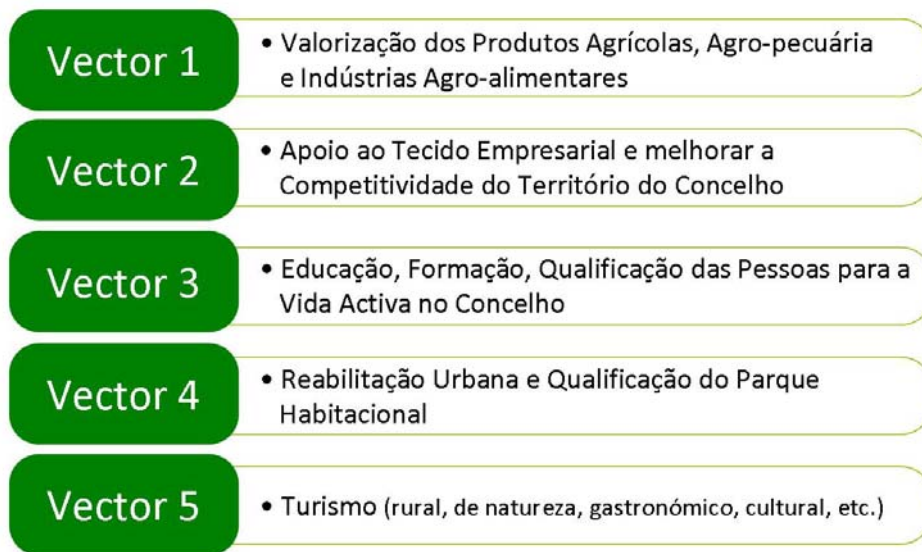 Vector 1
• Valorização dos Produtos Agrícolas, Agro-pecuária
e Indústrias Agro-alimentares
Vector 2
• Apoio ao Tecido Empresarial e melhorar a
Competitividade do Território do Concelho
Vector 3
• Educação, Formação, Qualificação das Pessoas para a
Vida Activa no Concelho
Vector 4
• Reabilitação Urbana e Qualificação do Parque
Habitacional
Vector 5
• Turismo (rural, de natureza, gastronómico, cultural, etc.)